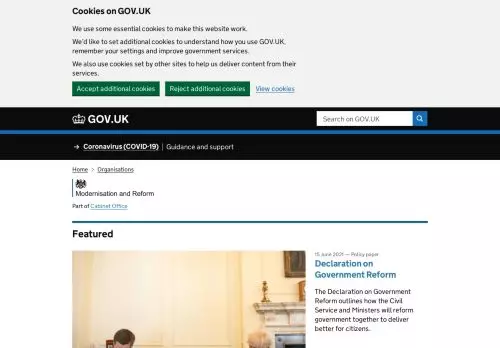 Cookies on GOV.UK
We use some essential cookies to make this website work.
We'd like to set additional cookies to understand how you use GOV.UK,
remember your settings and improve government services.
We also use cookies set by other sites to help us deliver content from their
services.
Accept additional cookies Reject additional cookies View cookies
GOV.UK Search on GOV.UK
→ Coronavirus (COVID-19) | Guidance and support
Home > Organisations
Modernisation and Reform
Part of Cabinet Office
Featured
15 June 2021 — Policy paper
Declaration on
Government Reform
The Declaration on Government
Reform outlines how the Civil
Service and Ministers will reform
government together to deliver
better for citizens.